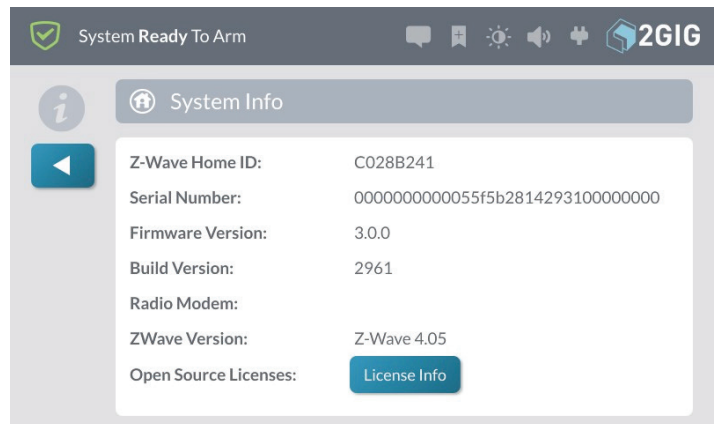 System Ready To Arm
2GIG
System Info
Z-Wave Home ID: C028B241
Serial Number: 0000000000055f5b2814293100000000
Firmware Version: 3.0.0
Build Version: 2961
Radio Modem:
ZWave Version: Z-Wave 4.05
Open Source Licenses: License Info